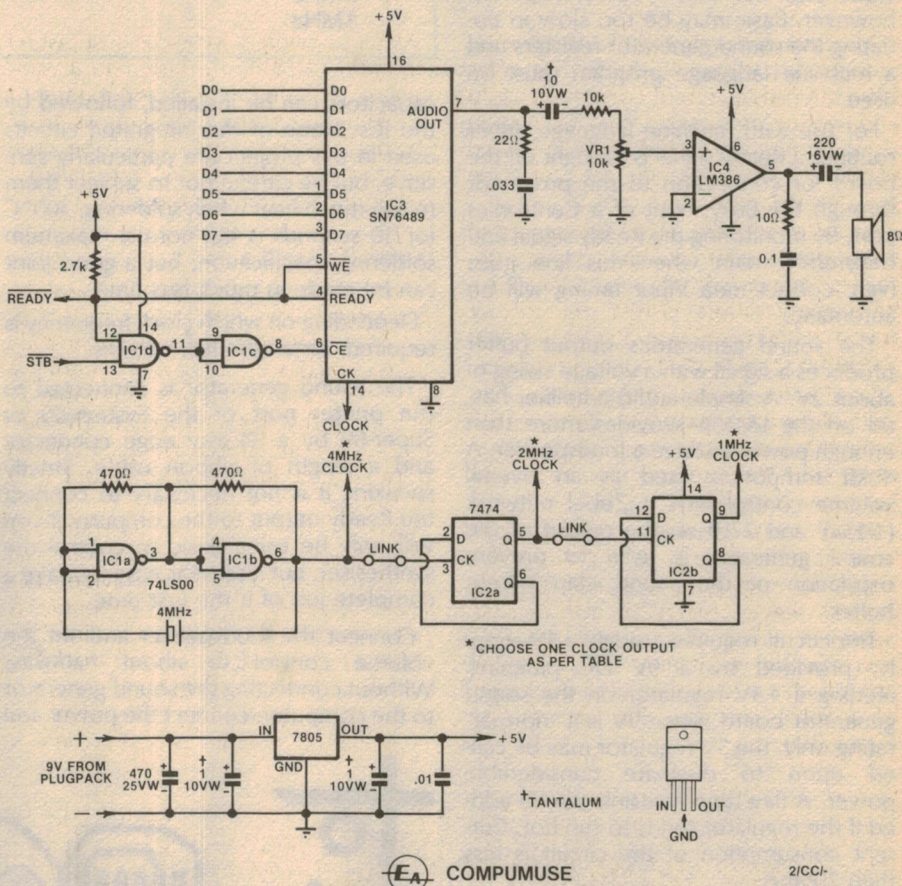 +5V
16
D0
D2
D3
D4
D5
D6
D7
D0
D1
D2
D3
D4
D5
D6
D7
2
3
WE
5
READY
4
CE
6
CK
14
8
IC3
SN76489
AUDIO
OUT
7
22Ω
.033
†
10
10VW
+
10k
VR1
10k
+5V
3
+
6
5
IC4
LM386
2
-
4
10Ω
0.1
220
16VW
+
8Ω
+5V
2.7k
READY
STB
12
13
14
IC1d
11
7
9
10
IC1c
8
CLOCK
470Ω
470Ω
1
2
IC1a
3
4
5
IC1b
6
74LS00
4MHz
*
4MHz
CLOCK
LINK
7474
2
D
Q
5
3
CK
Q
6
IC2a
*
2MHz
CLOCK
LINK
+5V
*
1MHz
CLOCK
14
12
D
Q
9
11
CK
Q
8
IC2b
7
*CHOOSE ONE CLOCK OUTPUT
AS PER TABLE
+
9V FROM
PLUGPACK
-
470
25VW
†
1
10VW
IN
7805
OUT
GND
†
1
10VW
.01
+5V
†TANTALUM
IN
OUT
GND
EA
COMPUMUSE
2/CC/-